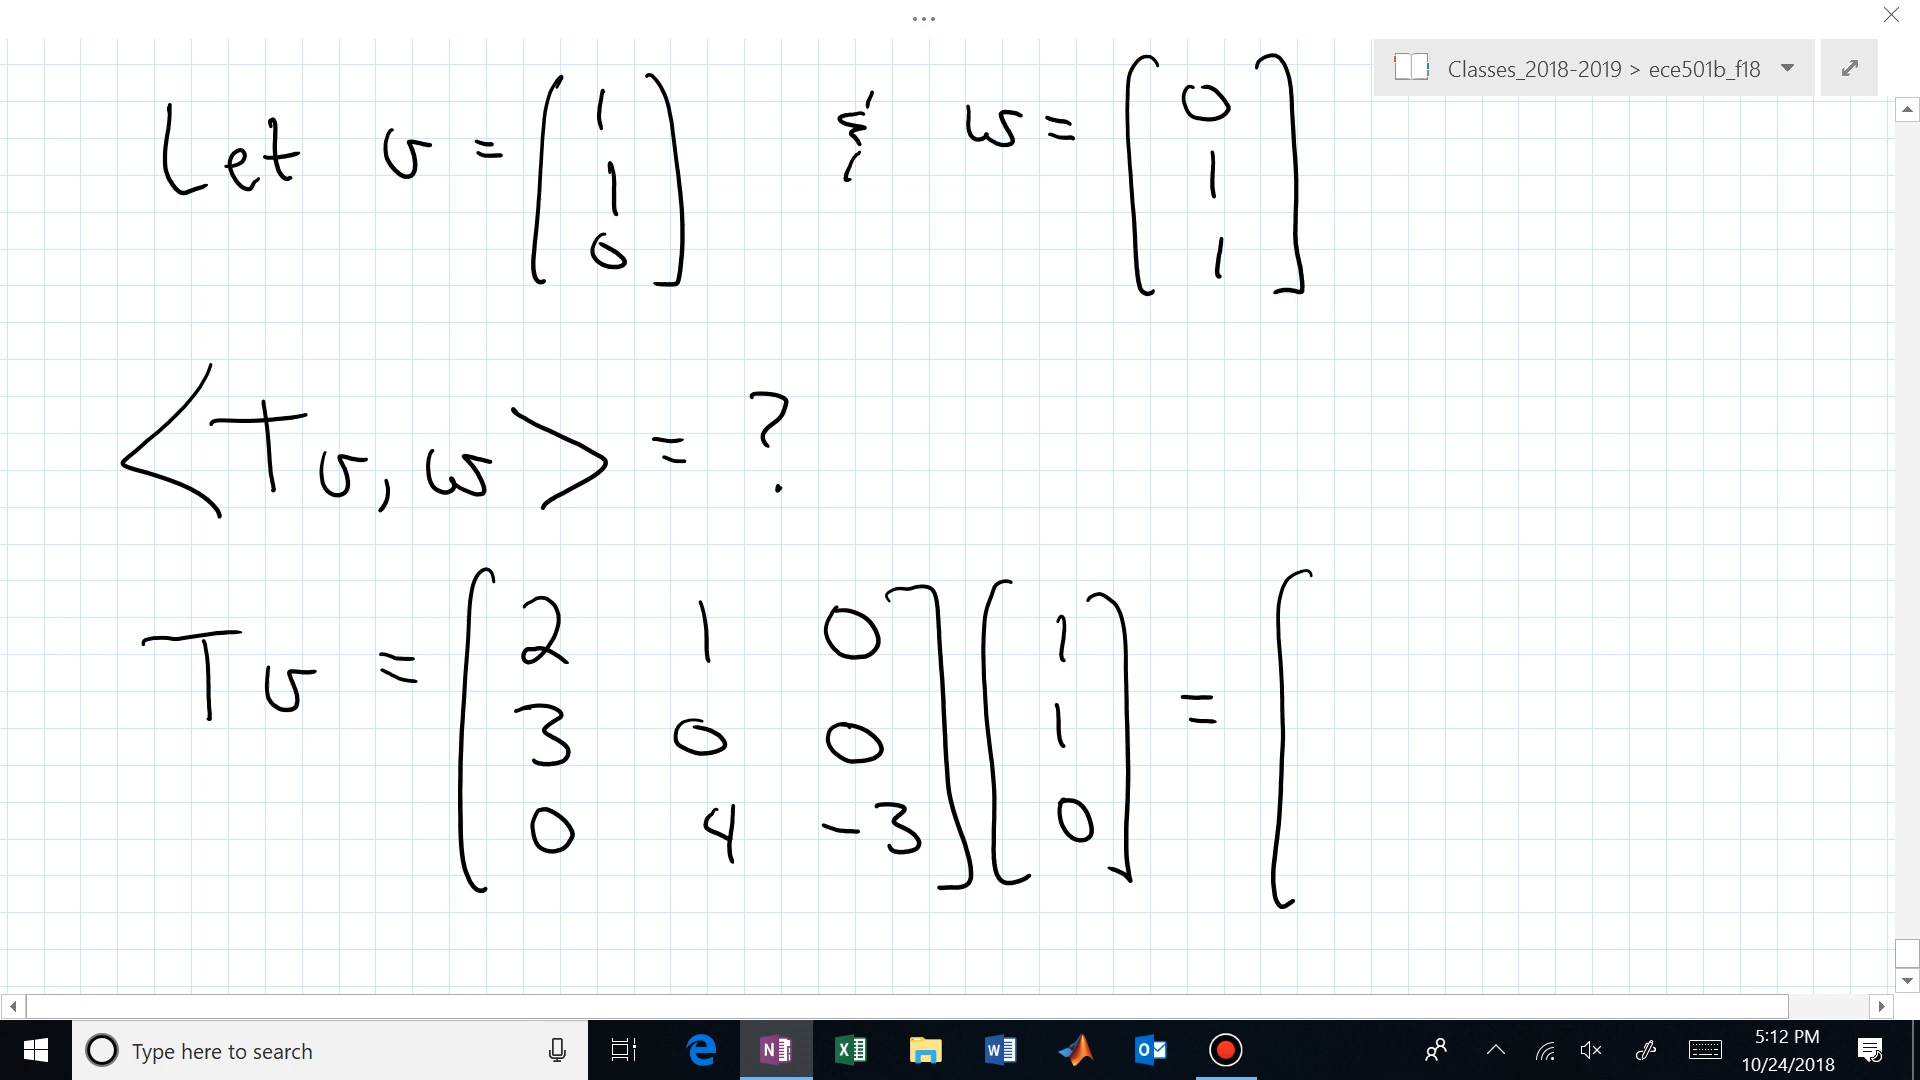 Classes_2018-2019 > ece501b_f18
Let v = [1 1 0] & w = [0 1 1]
<Tv, w> = ?
Tv = [2 1 0
3 0 0
0 4 -3] [1 1 0] = [
Type here to search
5:12 PM
10/24/2018